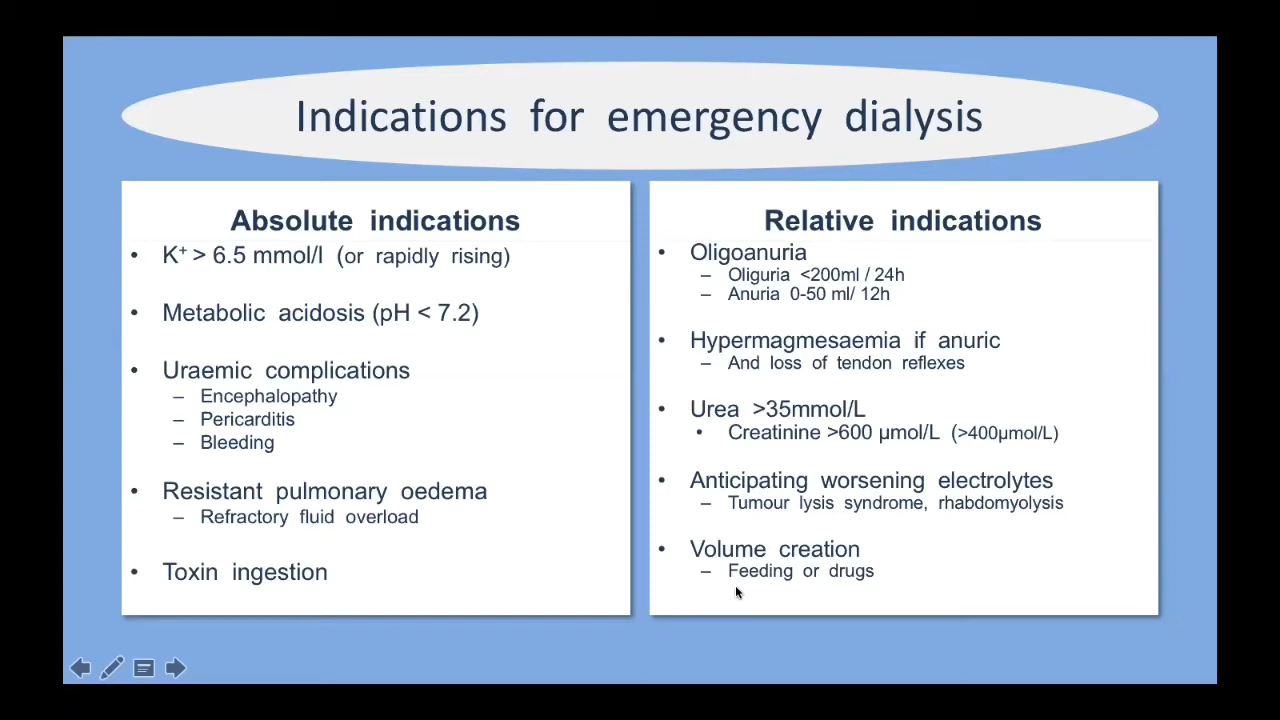 Indications for emergency dialysis
Absolute indications
• K⁺ > 6.5 mmol/l (or rapidly rising)
• Metabolic acidosis (pH < 7.2)
• Uraemic complications
– Encephalopathy
– Pericarditis
– Bleeding
• Resistant pulmonary oedema
– Refractory fluid overload
• Toxin ingestion
Relative indications
• Oligoanuria
– Oliguria <200ml / 24h
– Anuria 0-50 ml/ 12h
• Hypermagmesaemia if anuric
– And loss of tendon reflexes
• Urea >35mmol/L
• Creatinine >600 µmol/L (>400µmol/L)
• Anticipating worsening electrolytes
– Tumour lysis syndrome, rhabdomyolysis
• Volume creation
– Feeding or drugs